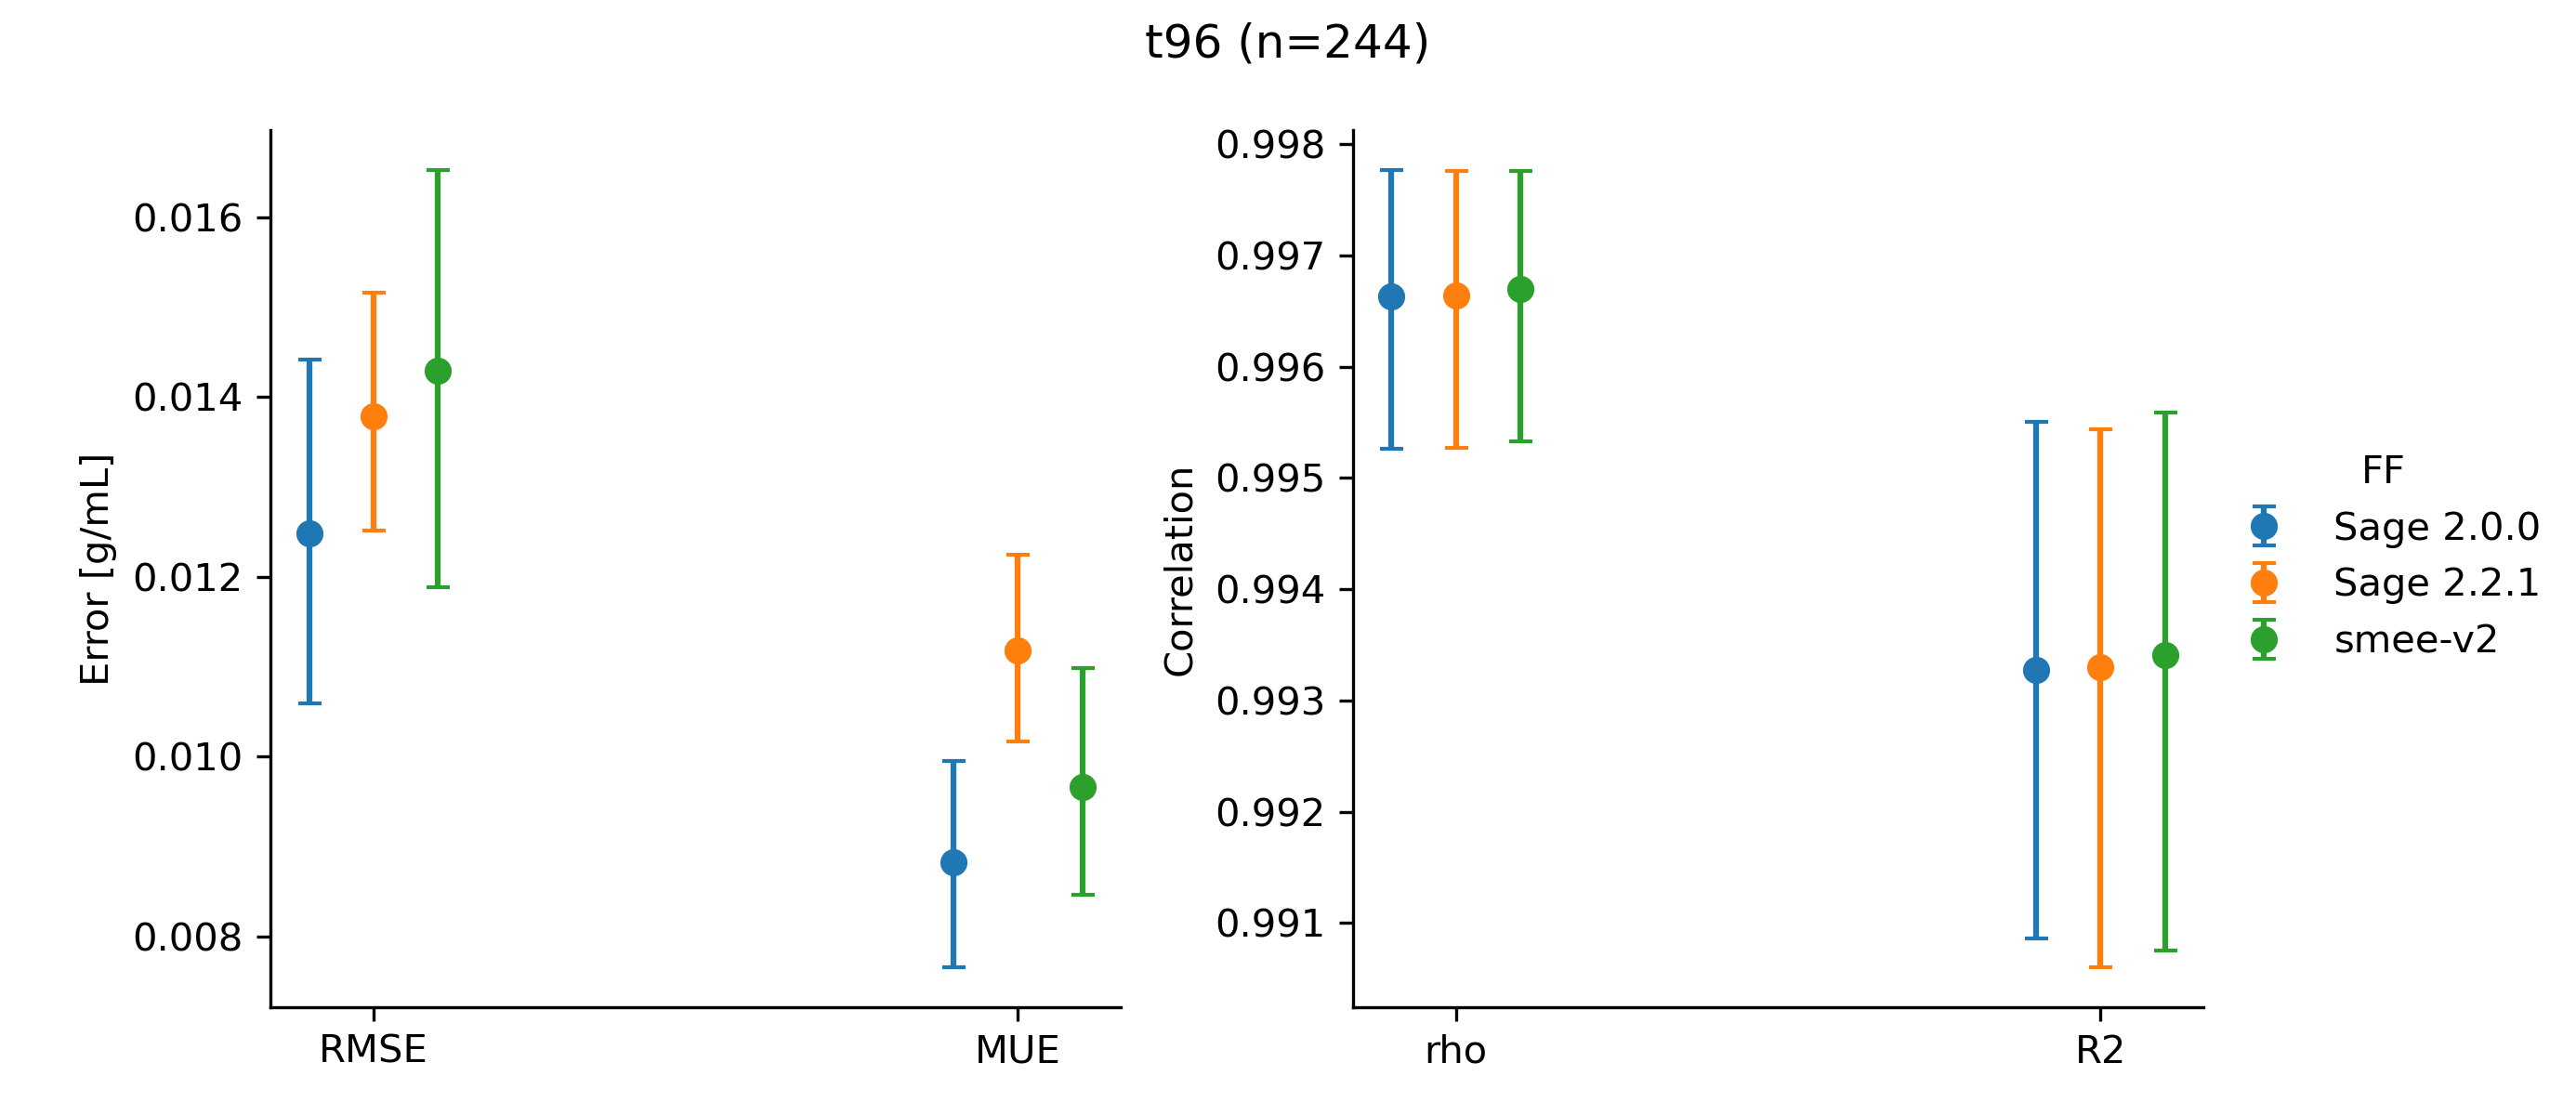 t96 (n=244)
Error [g/mL]
0.016
0.014
0.012
0.010
0.008
RMSE
MUE
Correlation
0.998
0.997
0.996
0.995
0.994
0.993
0.992
0.991
rho
R2
FF
Sage 2.0.0
Sage 2.2.1
smee-v2